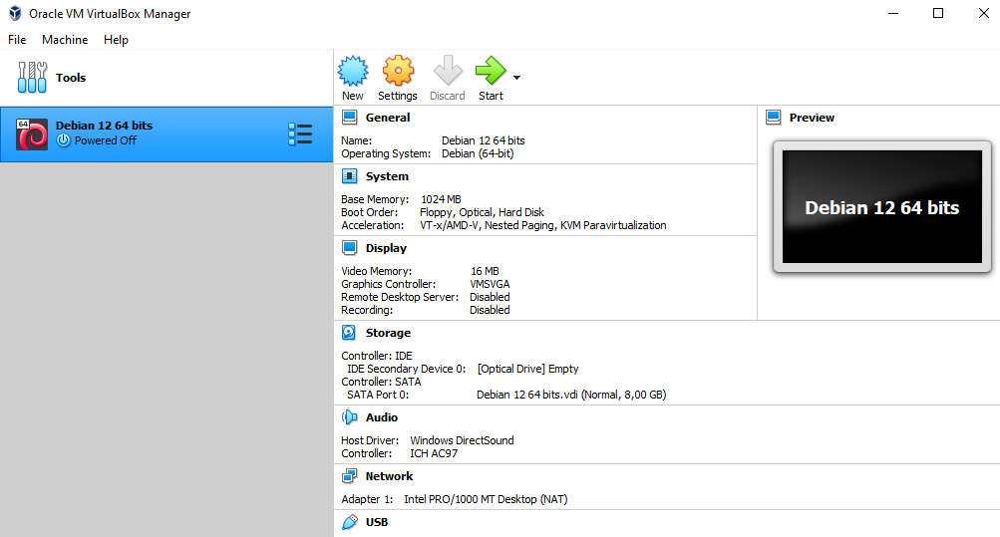 Oracle VM VirtualBox Manager
File Machine Help
Tools
New Settings Discard Start
64
Debian 12 64 bits
Powered Off
General
Name: Debian 12 64 bits
Operating System: Debian (64-bit)
System
Base Memory: 1024 MB
Boot Order: Floppy, Optical, Hard Disk
Acceleration: VT-x/AMD-V, Nested Paging, KVM Paravirtualization
Display
Video Memory: 16 MB
Graphics Controller: VMSVGA
Remote Desktop Server: Disabled
Recording: Disabled
Preview
Debian 12 64 bits
Storage
Controller: IDE
IDE Secondary Device 0: [Optical Drive] Empty
Controller: SATA
SATA Port 0: Debian 12 64 bits.vdi (Normal, 8,00 GB)
Audio
Host Driver: Windows DirectSound
Controller: ICH AC97
Network
Adapter 1: Intel PRO/1000 MT Desktop (NAT)
USB